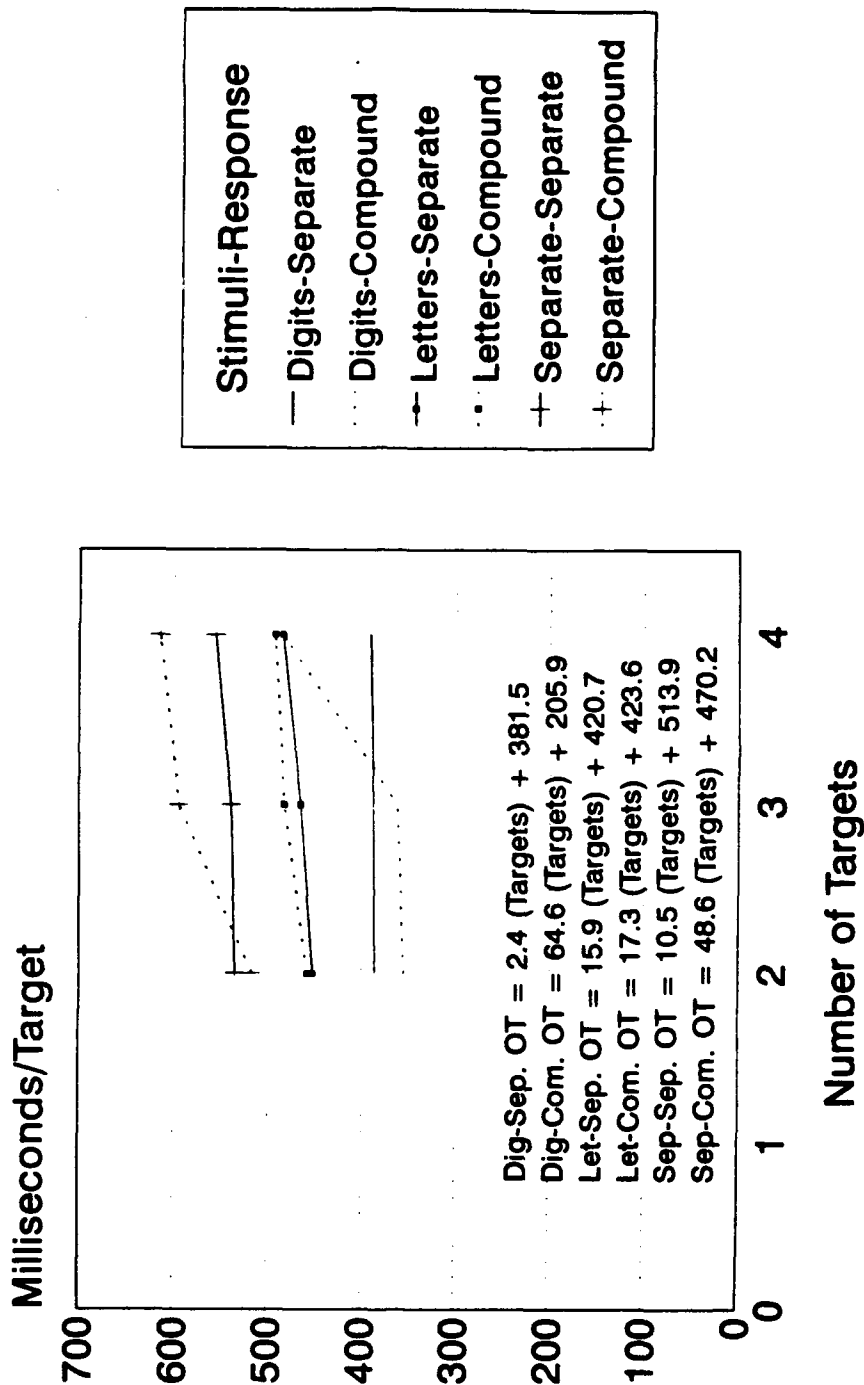 Milliseconds/Target
700
600
500
400
300
200
100
0
Dig-Sep. OT = 2.4 (Targets) + 381.5
Dig-Com. OT = 64.6 (Targets) + 205.9
Let-Sep. OT = 15.9 (Targets) + 420.7
Let-Com. OT = 17.3 (Targets) + 423.6
Sep-Sep. OT = 10.5 (Targets) + 513.9
Sep-Com. OT = 48.6 (Targets) + 470.2
0 1 2 3 4
Number of Targets
Stimuli-Response
Digits-Separate
Digits-Compound
Letters-Separate
Letters-Compound
Separate-Separate
Separate-Compound